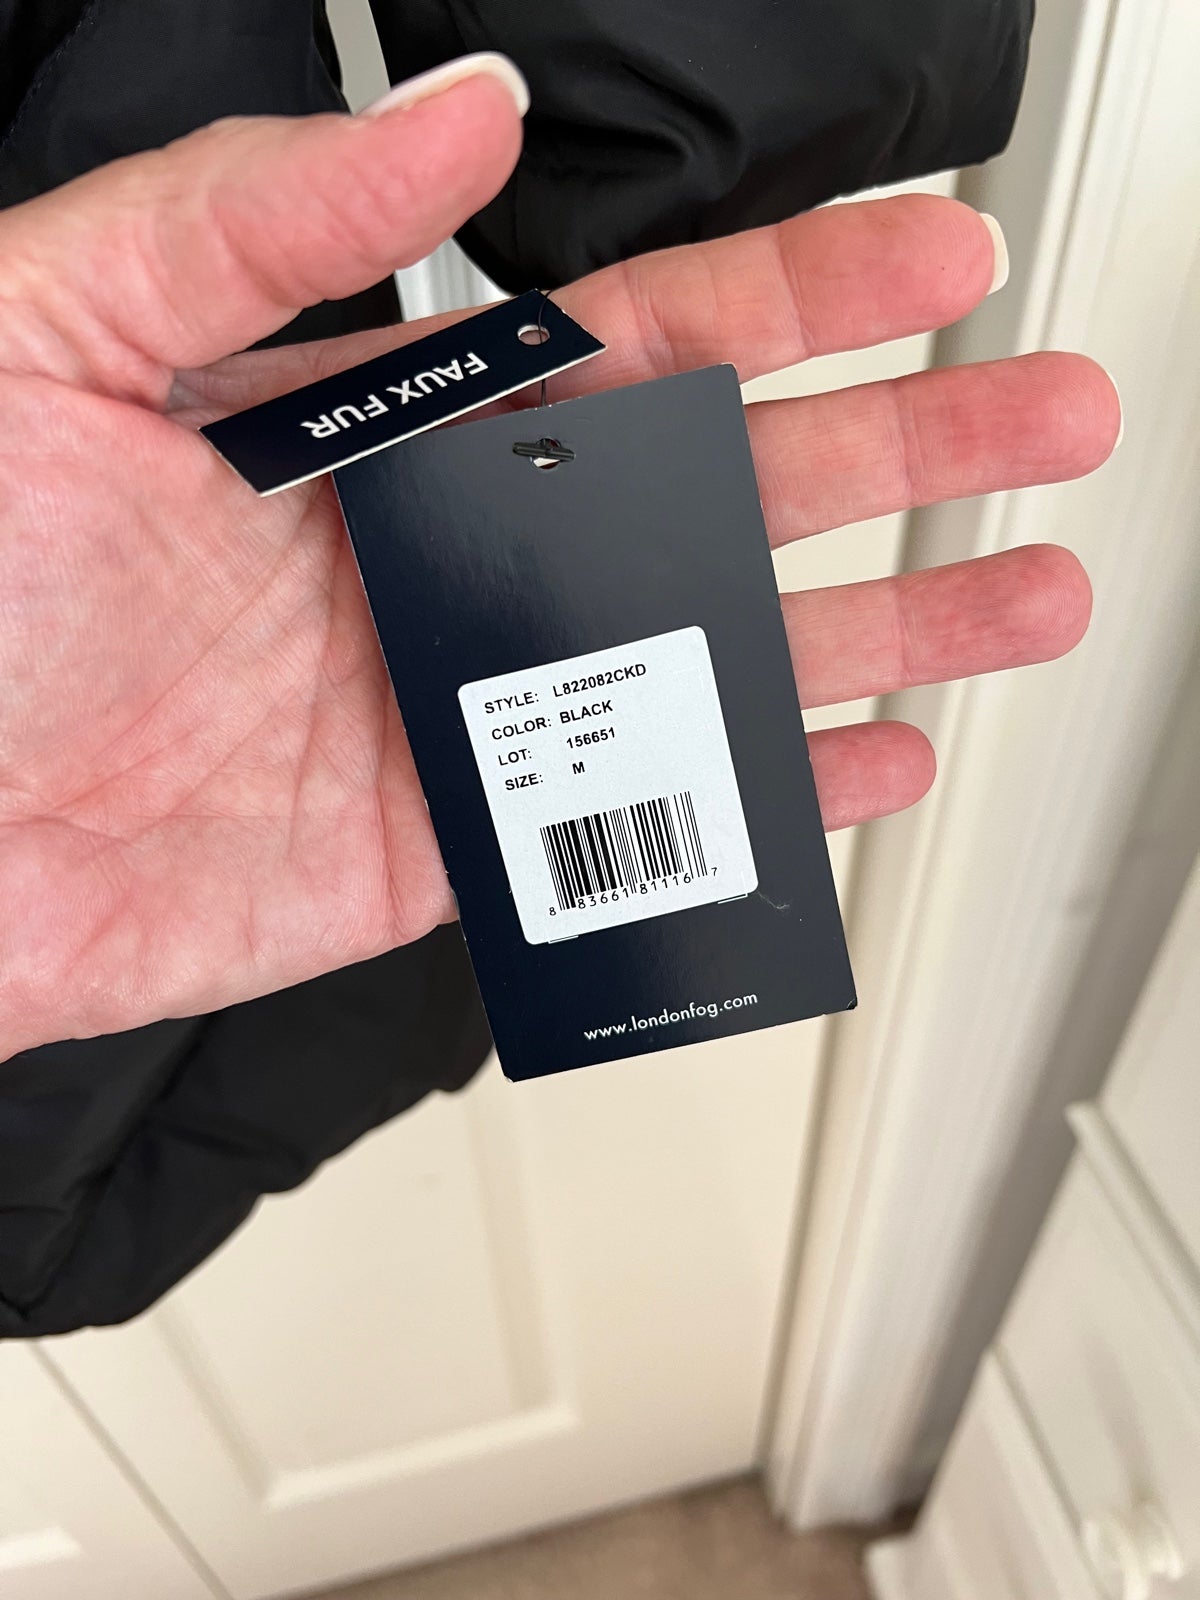 FAUX FUR
STYLE: L822082CKD
COLOR: BLACK
LOT: 156651
SIZE: M
8 83661 81116 7
www.londonfog.com